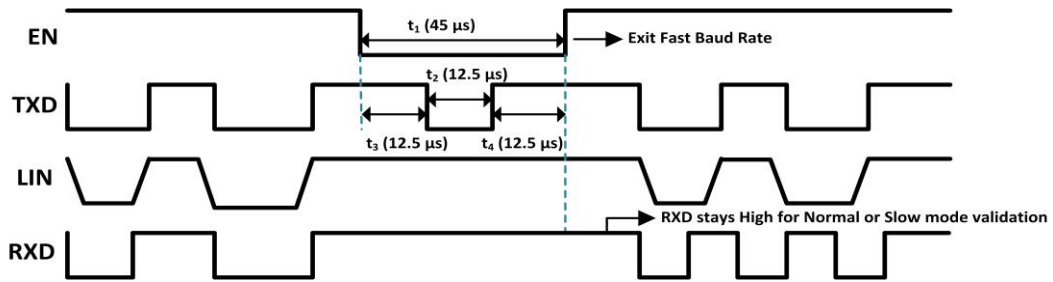 t₁ (45 µs)
EN
Exit Fast Baud Rate
t₂ (12.5 µs)
TXD
t₃ (12.5 µs)
t₄ (12.5 µs)
LIN
RXD stays High for Normal or Slow mode validation
RXD